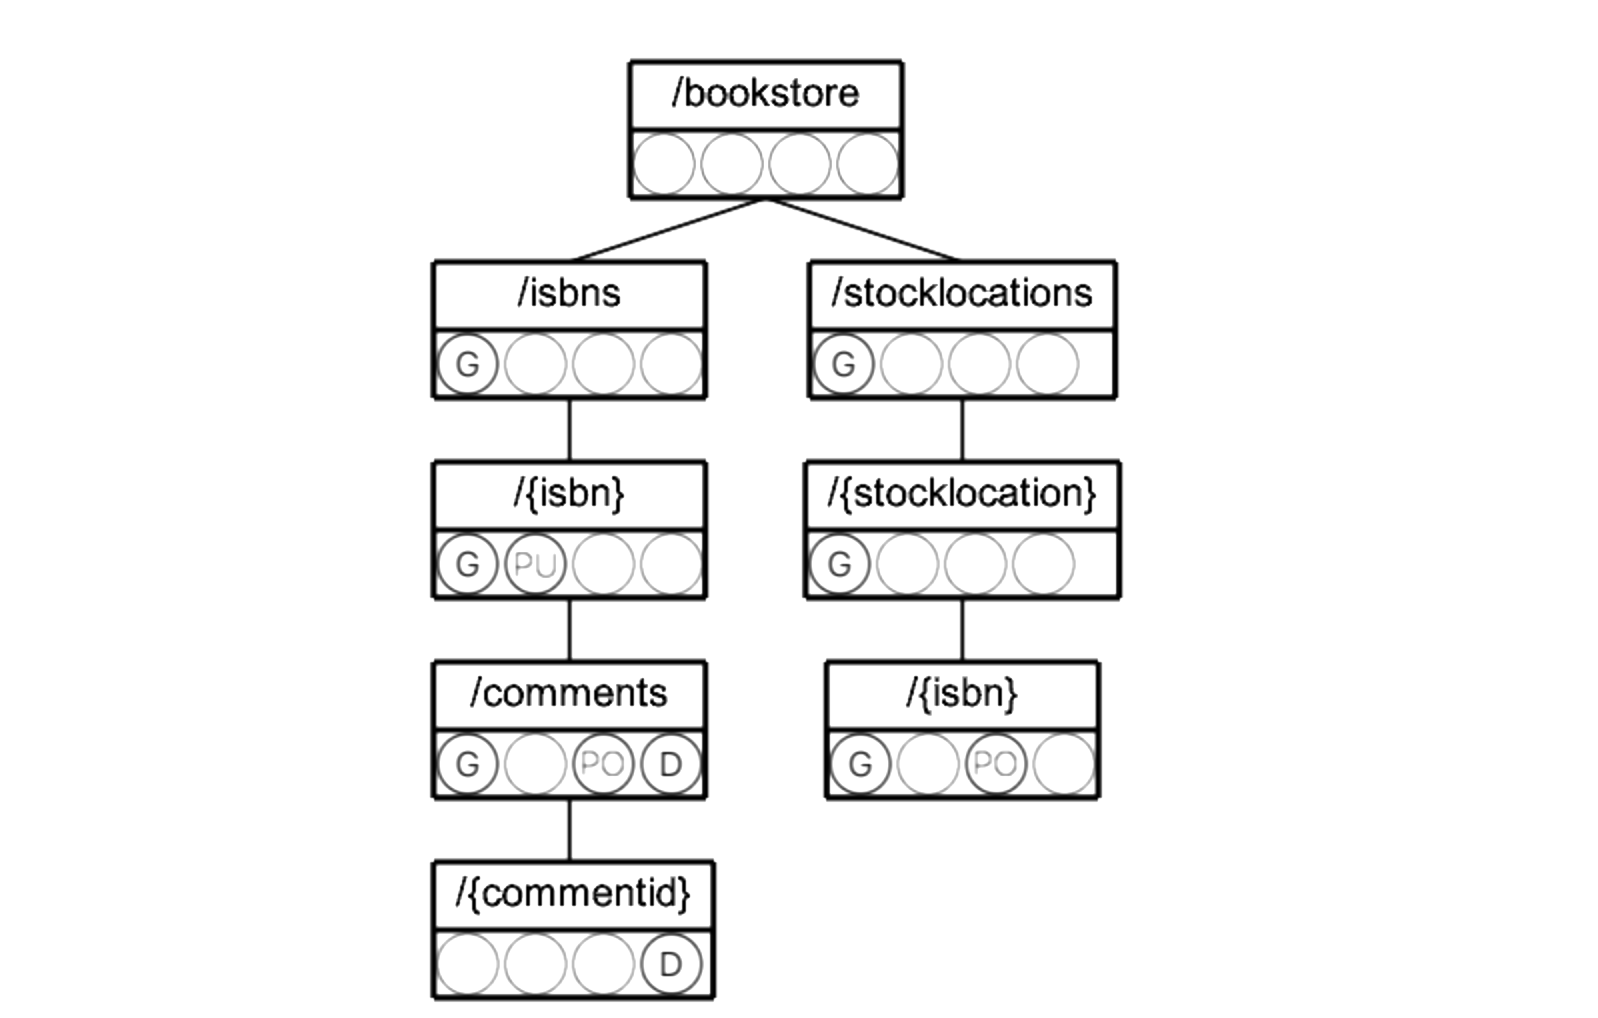 /bookstore
/isbns
/stocklocations
G
G
/{isbn}
/{stocklocation}
G PU
G
/comments
/{isbn}
G PO D
G PO
/{commentid}
D